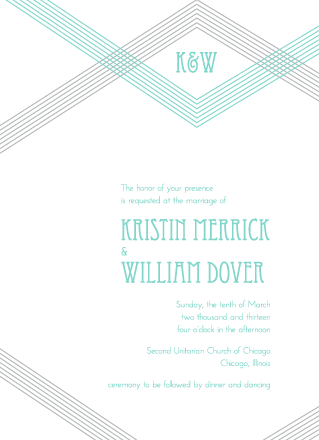 K&W
The honor of your presence
is requested at the marriage of
KRISTIN MERRICK
&
WILLIAM DOVER
Sunday, the tenth of March
two thousand and thirteen
four o'clock in the afternoon
Second Unitarian Church of Chicago
Chicago, Illinois
ceremony to be followed by dinner and dancing